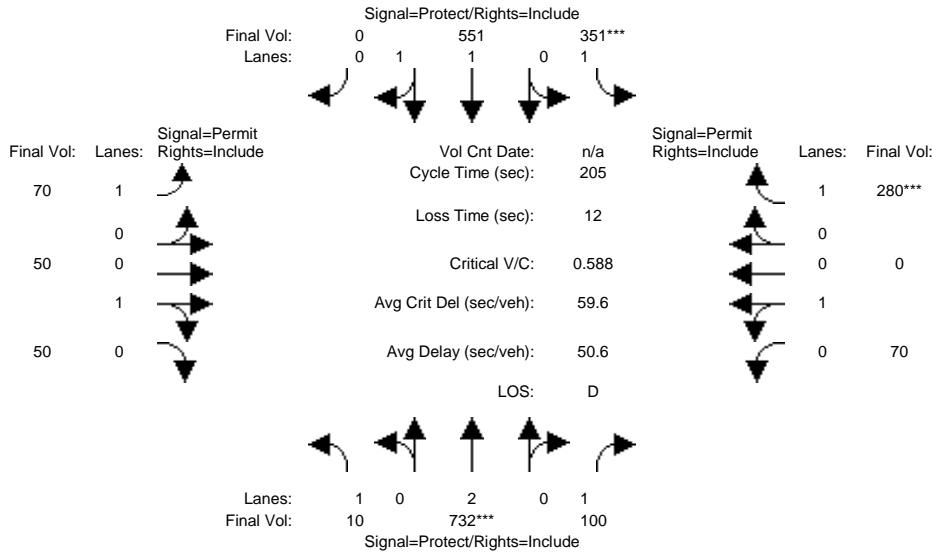 Signal=Protect/Rights=Include
Final Vol: 0 551 351***
Lanes: 0 1 1 0 1
Signal=Permit Signal=Permit
Final Vol: Lanes: Rights=Include Vol Cnt Date: n/a Rights=Include Lanes: Final Vol:
Cycle Time (sec): 205
70 1 1 280***
Loss Time (sec): 12
0 0
50 0 Critical V/C: 0.588 0 0
1 Avg Crit Del (sec/veh): 59.6 1
50 0 Avg Delay (sec/veh): 50.6 0 70
LOS: D
Lanes: 1 0 2 0 1
Final Vol: 10 732*** 100
Signal=Protect/Rights=Include